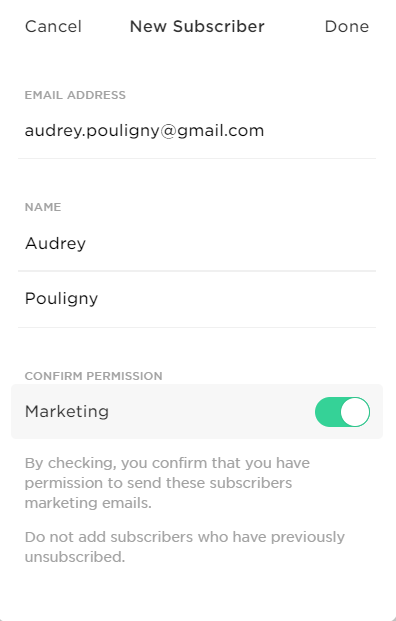 Cancel New Subscriber Done
EMAIL ADDRESS
audrey.pouligny@gmail.com
NAME
Audrey
Pouligny
CONFIRM PERMISSION
Marketing
By checking, you confirm that you have
permission to send these subscribers
marketing emails.
Do not add subscribers who have previously
unsubscribed.